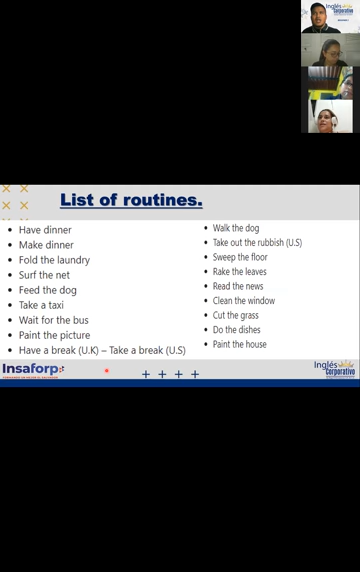 Inglés
Corporativo
List of routines.
• Have dinner
• Make dinner
• Fold the laundry
• Surf the net
• Feed the dog
• Take a taxi
• Wait for the bus
• Paint the picture
• Have a break (U.K) – Take a break (U.S)
• Walk the dog
• Take out the rubbish (U.S)
• Sweep the floor
• Rake the leaves
• Read the news
• Clean the window
• Cut the grass
• Do the dishes
• Paint the house
Insaforp
Inglés
Corporativo